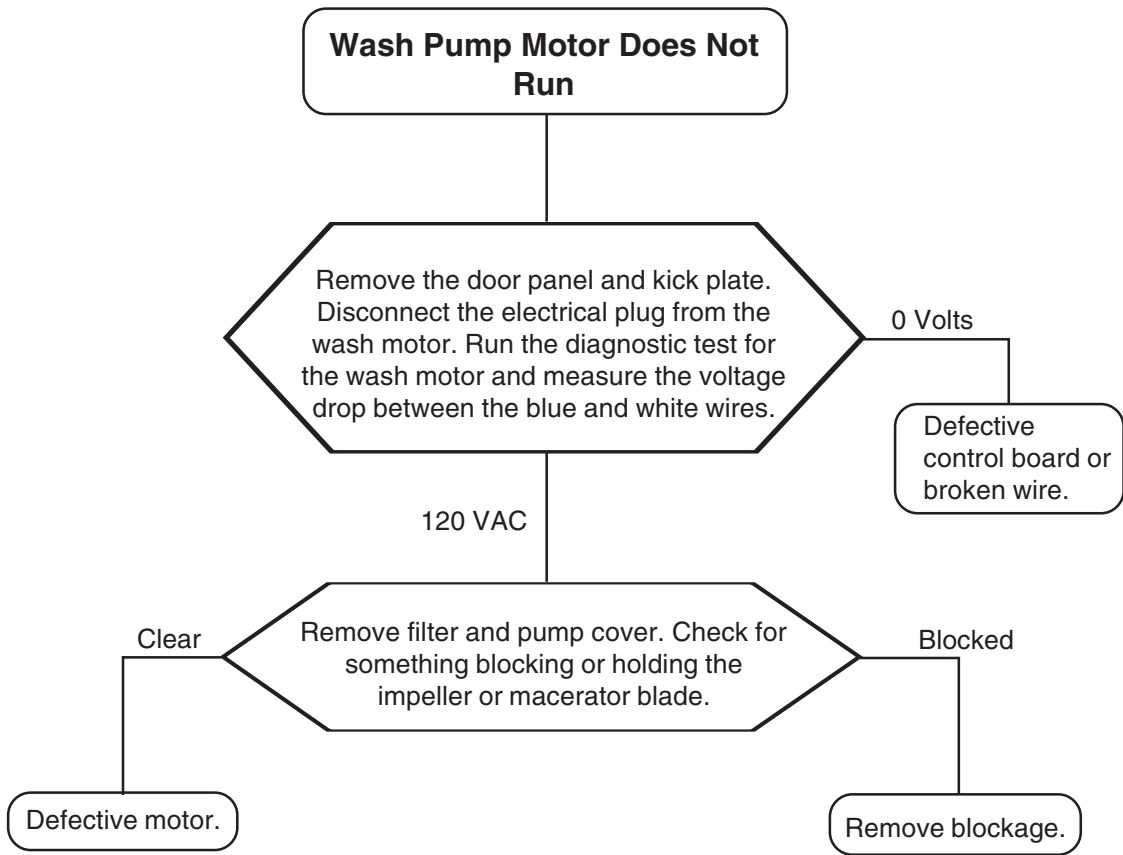 Wash Pump Motor Does Not
Run
Remove the door panel and kick plate.
Disconnect the electrical plug from the
wash motor. Run the diagnostic test for
the wash motor and measure the voltage
drop between the blue and white wires.
0 Volts
Defective
control board or
broken wire.
120 VAC
Remove filter and pump cover. Check for
something blocking or holding the
impeller or macerator blade.
Clear
Blocked
Defective motor.
Remove blockage.